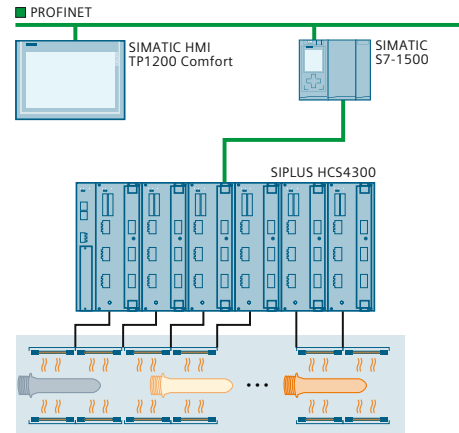 PROFINET
SIMATIC HMI
TP1200 Comfort
SIMATIC
S7-1500
SIPLUS HCS4300